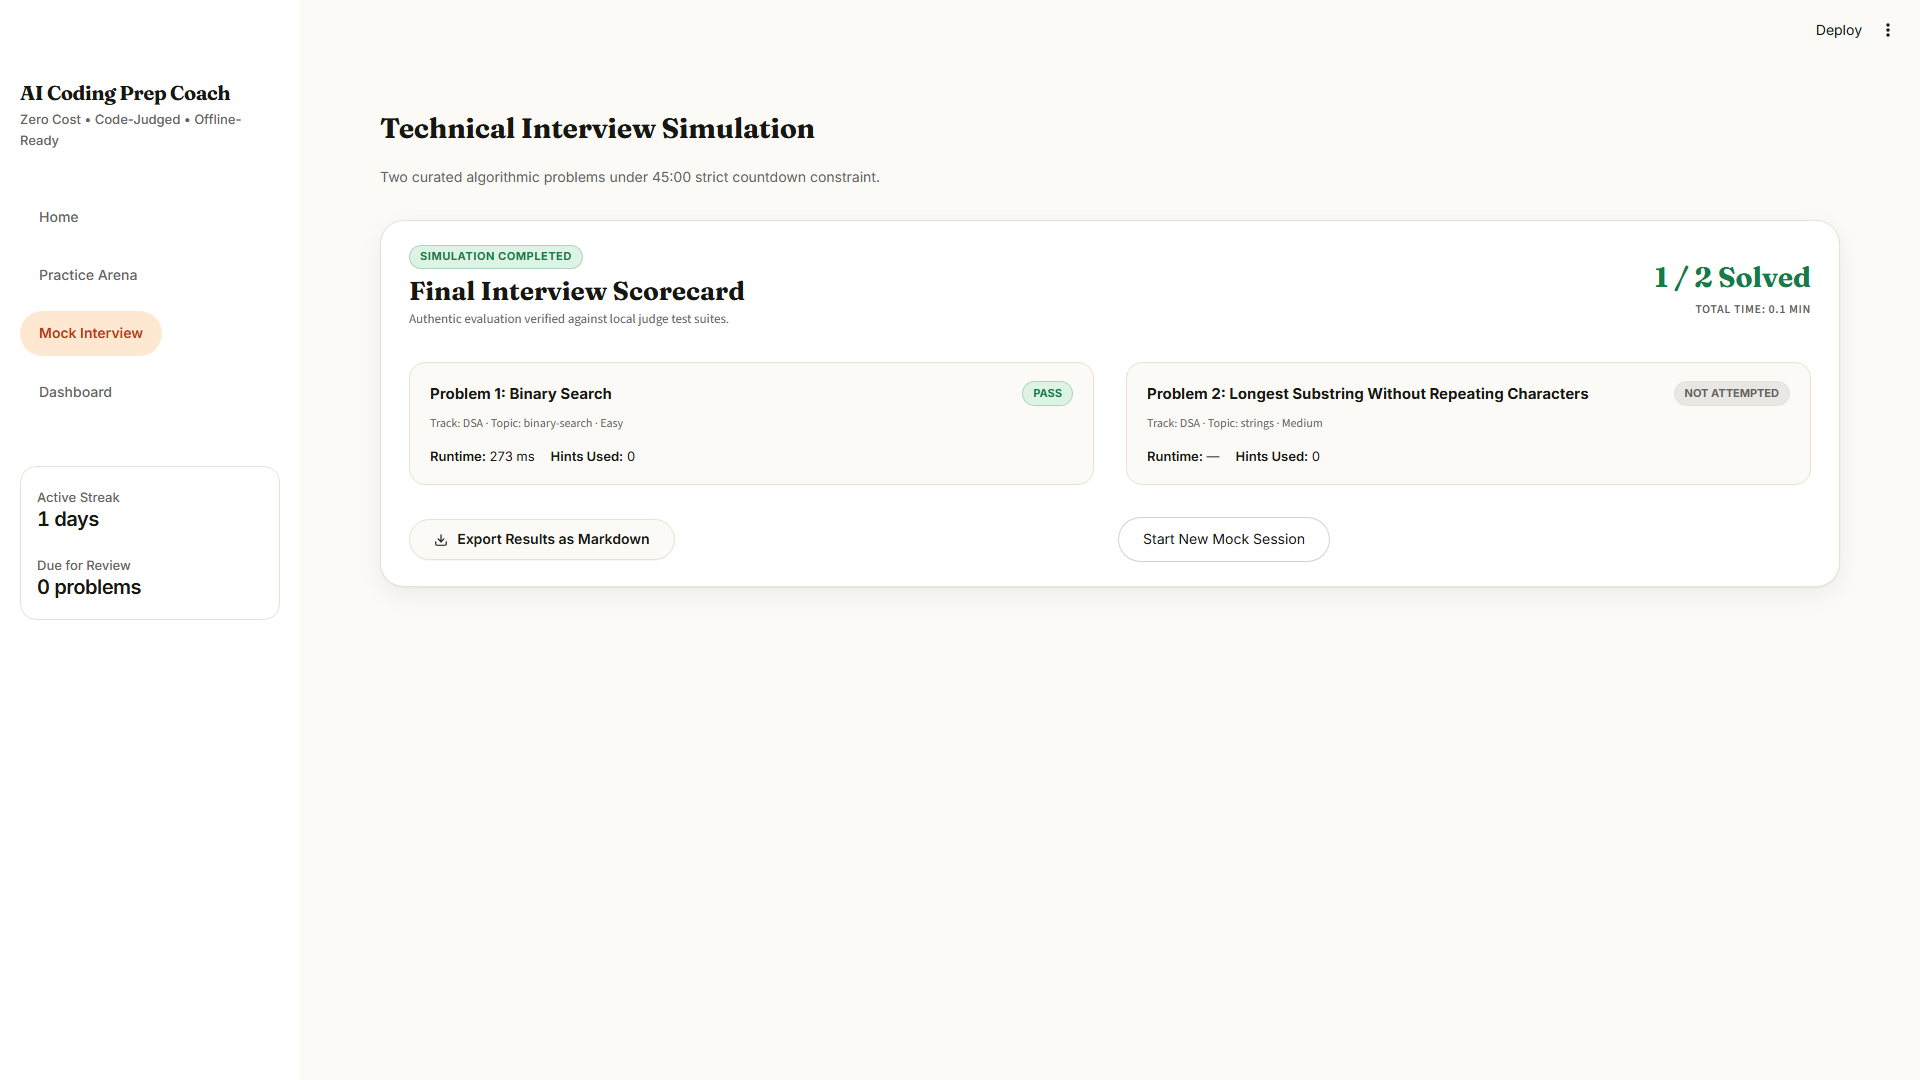 Deploy
AI Coding Prep Coach
Zero Cost • Code-Judged • Offline-
Ready
Home
Practice Arena
Mock Interview
Dashboard
Active Streak
1 days
Due for Review
0 problems
Technical Interview Simulation
Two curated algorithmic problems under 45:00 strict countdown constraint.
SIMULATION COMPLETED
Final Interview Scorecard
Authentic evaluation verified against local judge test suites.
1 / 2 Solved
TOTAL TIME: 0.1 MIN
Problem 1: Binary Search
PASS
Track: DSA · Topic: binary-search · Easy
Runtime: 273 ms Hints Used: 0
Problem 2: Longest Substring Without Repeating Characters
NOT ATTEMPTED
Track: DSA · Topic: strings · Medium
Runtime: — Hints Used: 0
Export Results as Markdown
Start New Mock Session